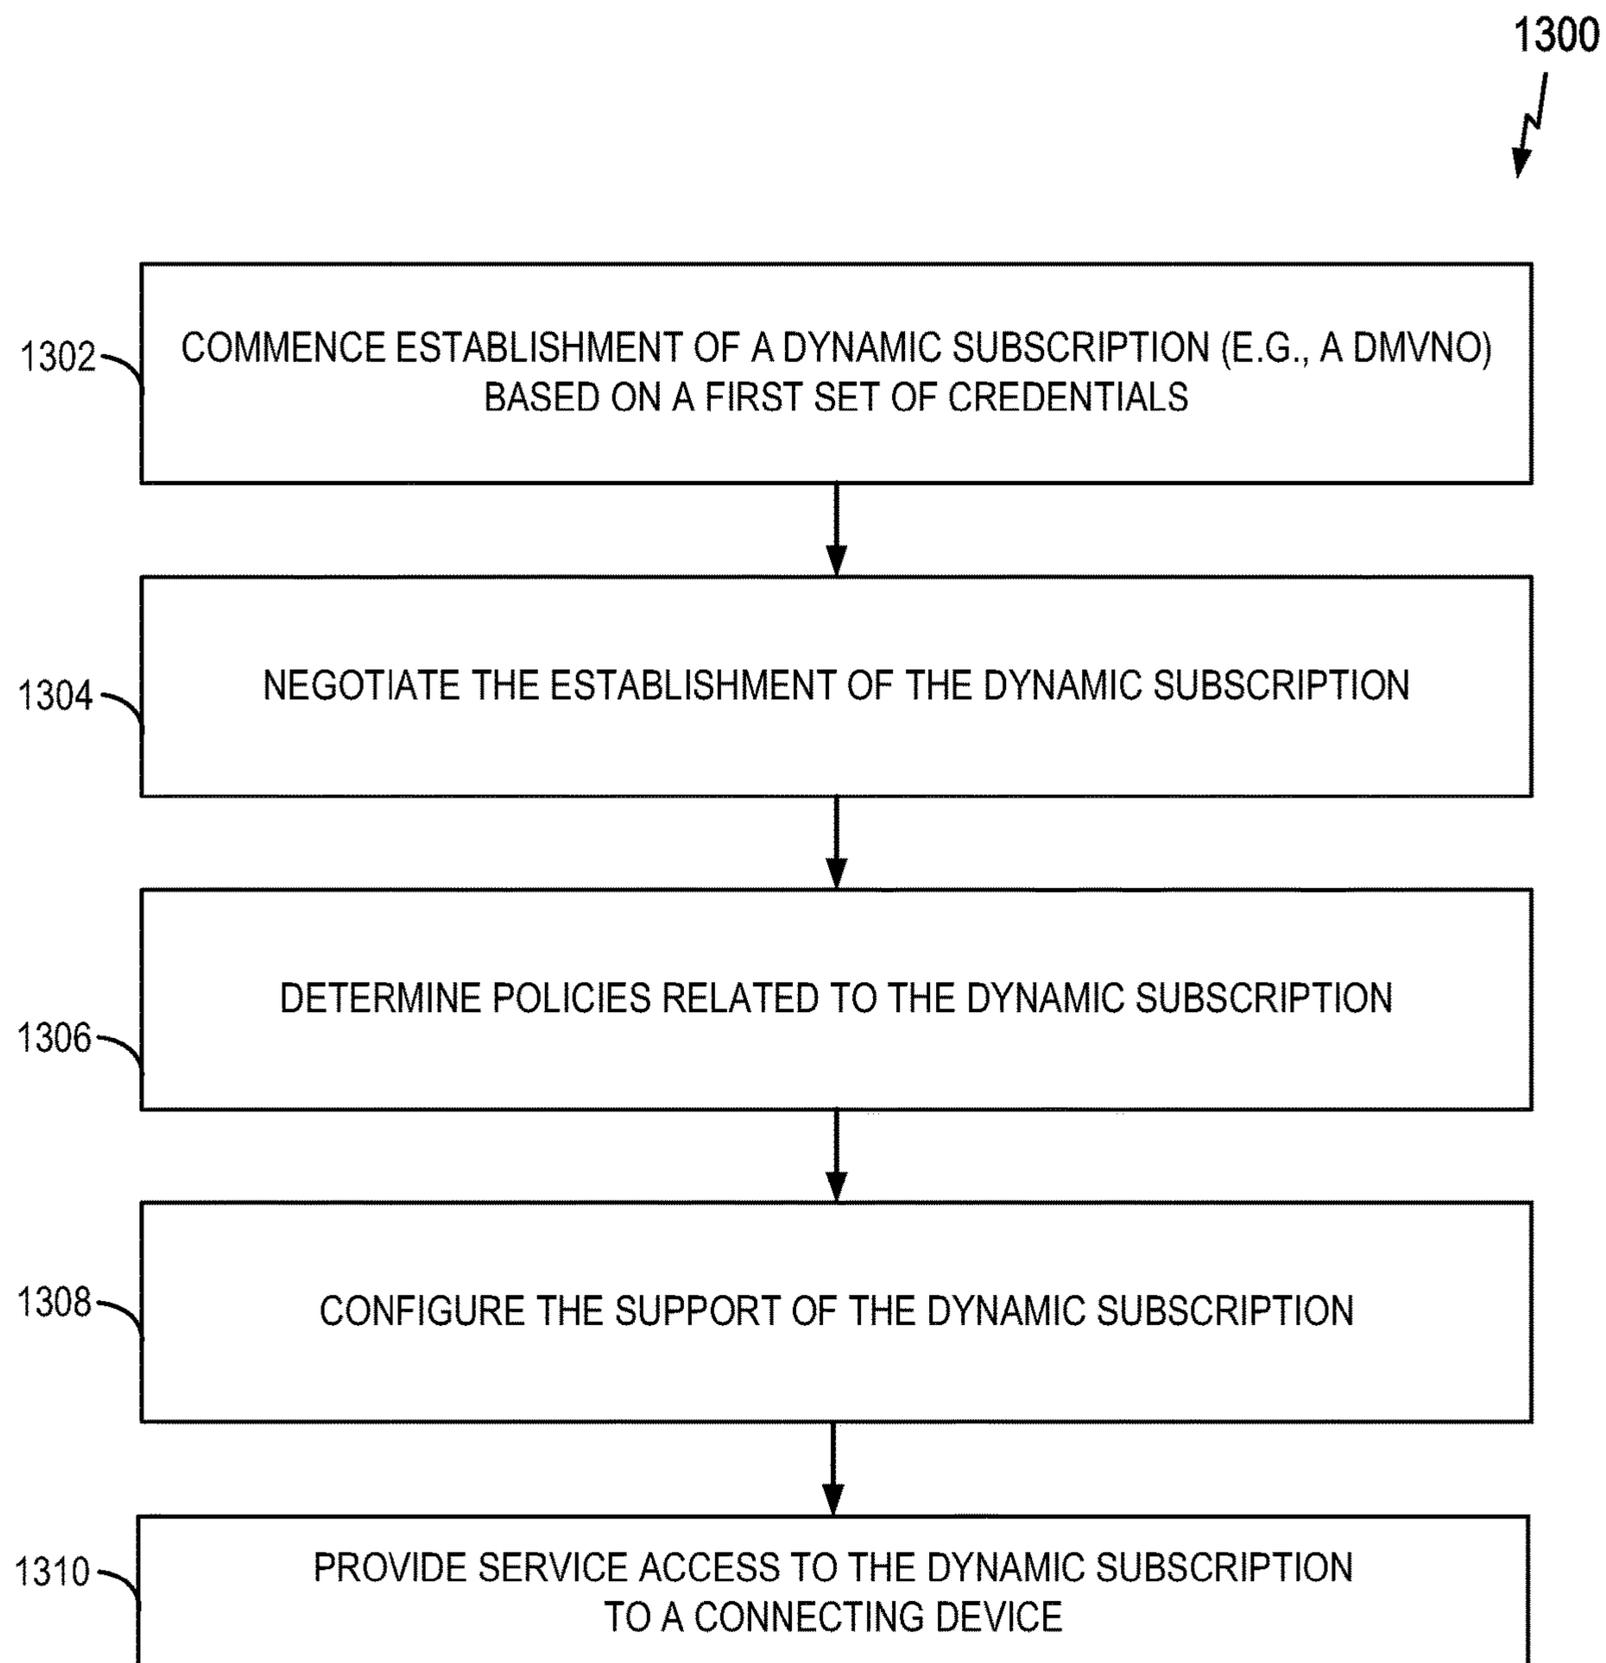 1300
1302
COMMENCE ESTABLISHMENT OF A DYNAMIC SUBSCRIPTION (E.G., A DMVNO)
BASED ON A FIRST SET OF CREDENTIALS
1304
NEGOTIATE THE ESTABLISHMENT OF THE DYNAMIC SUBSCRIPTION
1306
DETERMINE POLICIES RELATED TO THE DYNAMIC SUBSCRIPTION
1308
CONFIGURE THE SUPPORT OF THE DYNAMIC SUBSCRIPTION
1310
PROVIDE SERVICE ACCESS TO THE DYNAMIC SUBSCRIPTION
TO A CONNECTING DEVICE